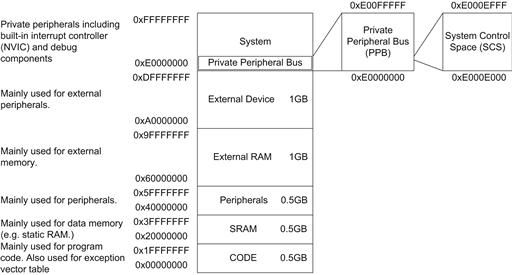 Private peripherals including
built-in interrupt controller
(NVIC) and debug
components
0xFFFFFFFF
System
0xE0000000
Private Peripheral Bus
0xE00FFFFF
Private
Peripheral Bus
(PPB)
0xE0000000
0xE000EFFF
System Control
Space (SCS)
0xE000E000
Mainly used for external
peripherals.
0xDFFFFFFF
External Device 1GB
0xA0000000
Mainly used for external
memory.
0x9FFFFFFF
External RAM 1GB
0x60000000
Mainly used for peripherals.
0x5FFFFFFF
Peripherals 0.5GB
0x40000000
Mainly used for data memory
(e.g. static RAM.)
0x3FFFFFFF
SRAM 0.5GB
0x20000000
Mainly used for program
code. Also used for exception
vector table
0x1FFFFFFF
CODE 0.5GB
0x00000000